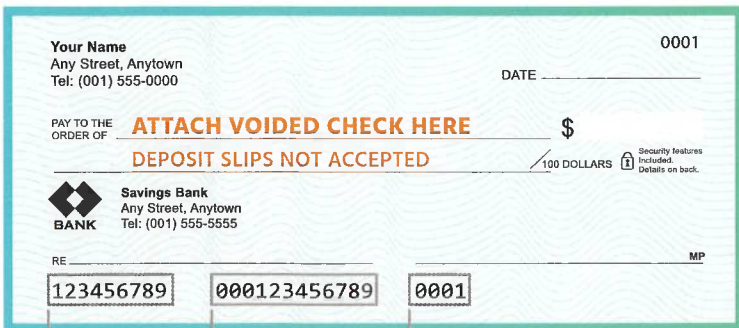 Your Name
0001
Any Street, Anytown
Tel: (001) 555-0000
DATE
PAY TO THE
ORDER OF
ATTACH VOIDED CHECK HERE
$
DEPOSIT SLIPS NOT ACCEPTED
/100 DOLLARS
Security features
Included.
Details on back.
BANK
Savings Bank
Any Street, Anytown
Tel: (001) 555-5555
RE
MP
123456789 000123456789 0001